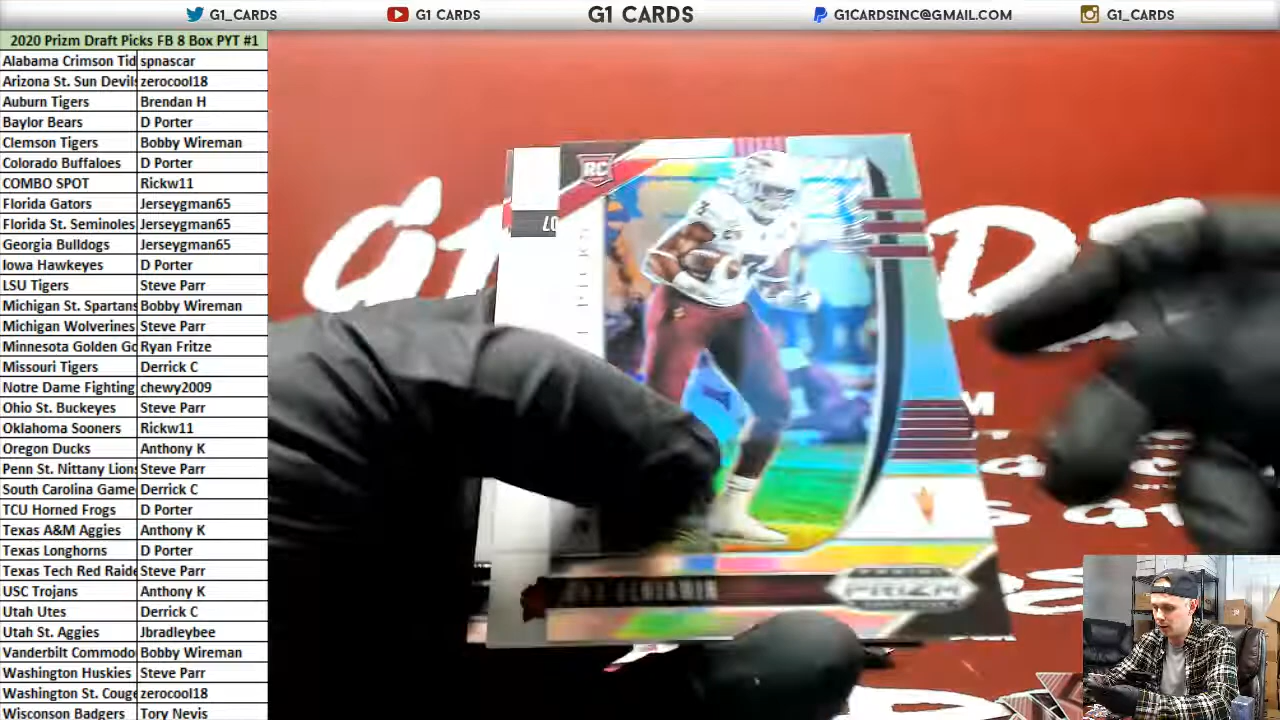 G1_CARDS
G1 CARDS
G1 CARDS
G1CARDSINC@GMAIL.COM
G1_CARDS
2020 Prizm Draft Picks FB 8 Box PYT #1
Alabama Crimson Tid spnascar
Arizona St. Sun Devils zerocool18
Auburn Tigers Brendan H
Baylor Bears D Porter
Clemson Tigers Bobby Wireman
Colorado Buffaloes D Porter
COMBO SPOT Rickw11
Florida Gators Jerseygman65
Florida St. Seminoles Jerseygman65
Georgia Bulldogs Jerseygman65
Iowa Hawkeyes D Porter
LSU Tigers Steve Parr
Michigan St. Spartans Bobby Wireman
Michigan Wolverines Steve Parr
Minnesota Golden Go Ryan Fritze
Missouri Tigers Derrick C
Notre Dame Fighting chewy2009
Ohio St. Buckeyes Steve Parr
Oklahoma Sooners Rickw11
Oregon Ducks Anthony K
Penn St. Nittany Lions Steve Parr
South Carolina Game Derrick C
TCU Horned Frogs D Porter
Texas A&M Aggies Anthony K
Texas Longhorns D Porter
Texas Tech Red Raide Steve Parr
USC Trojans Anthony K
Utah Utes Derrick C
Utah St. Aggies Jbradleybee
Vanderbilt Commodo Bobby Wireman
Washington Huskies Steve Parr
Washington St. Couge zerocool18
Wisconson Badgers Tory Nevis
RC
BENJAMIN
PANINI
PRIZM